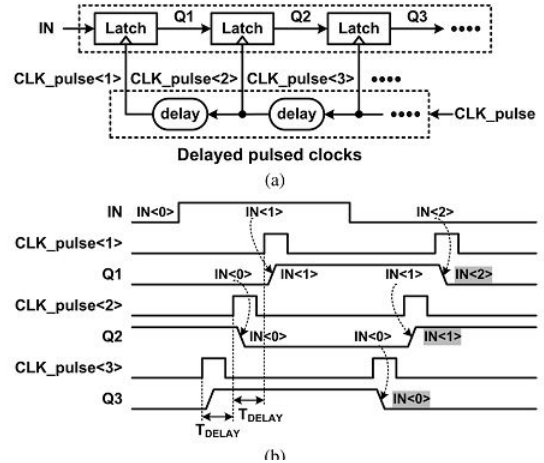 IN Latch Q1 Latch Q2 Latch Q3 ••••
CLK_pulse<1> CLK_pulse<2> CLK_pulse<3> ••••
delay delay •••• CLK_pulse
Delayed pulsed clocks
(a)
IN IN<0> IN<1> IN<2>
CLK_pulse<1>
Q1 IN<0> IN<1> IN<1> IN<2>
CLK_pulse<2>
Q2 IN<0> IN<0> IN<1>
CLK_pulse<3>
Q3 TDELAY IN<0>
TDELAY
(b)